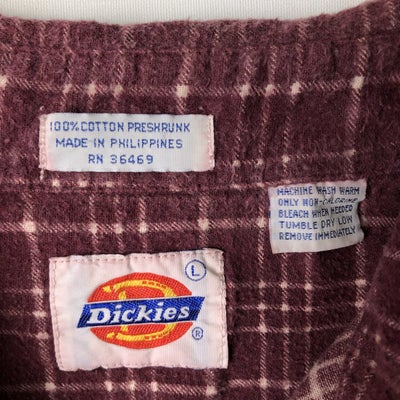 100% COTTON PRESHRUNK
MADE IN PHILIPPINES
RN 36469
MACHINE WASH WARM
ONLY NON-CHLORINE
BLEACH WHEN NEEDED
TUMBLE DRY LOW
REMOVE IMMEDIATELY
L
Dickies
®